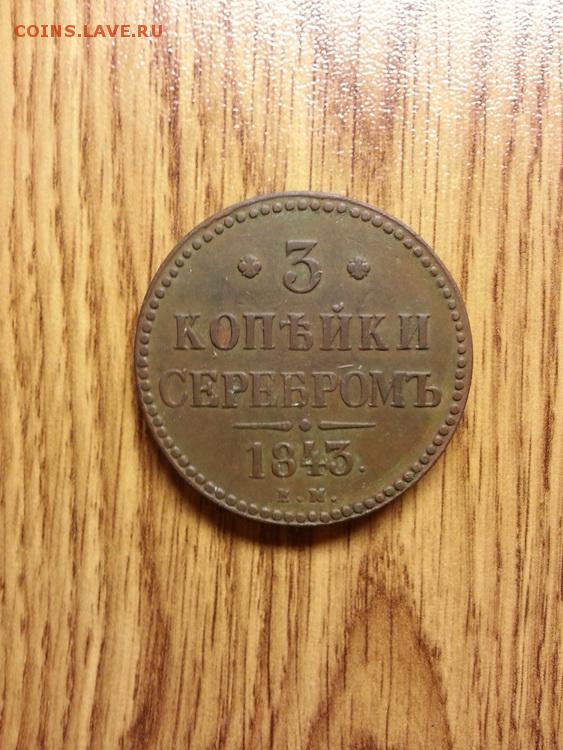 COINS.LAVE.RU
3
КОПѢЙКИ
СЕРЕБРОМЪ
1843.
Е.М.